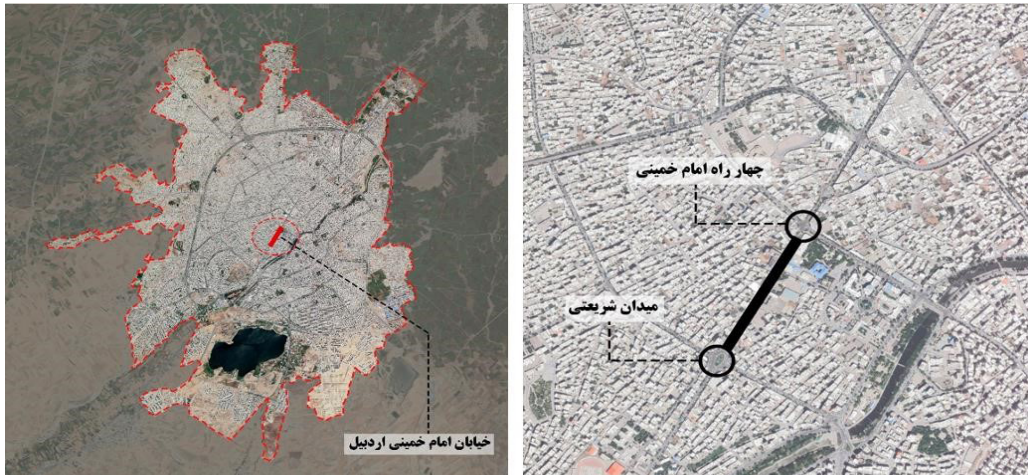 خیابان امام خمینی اردبیل
چهار راه امام خمینی
میدان شریعتی